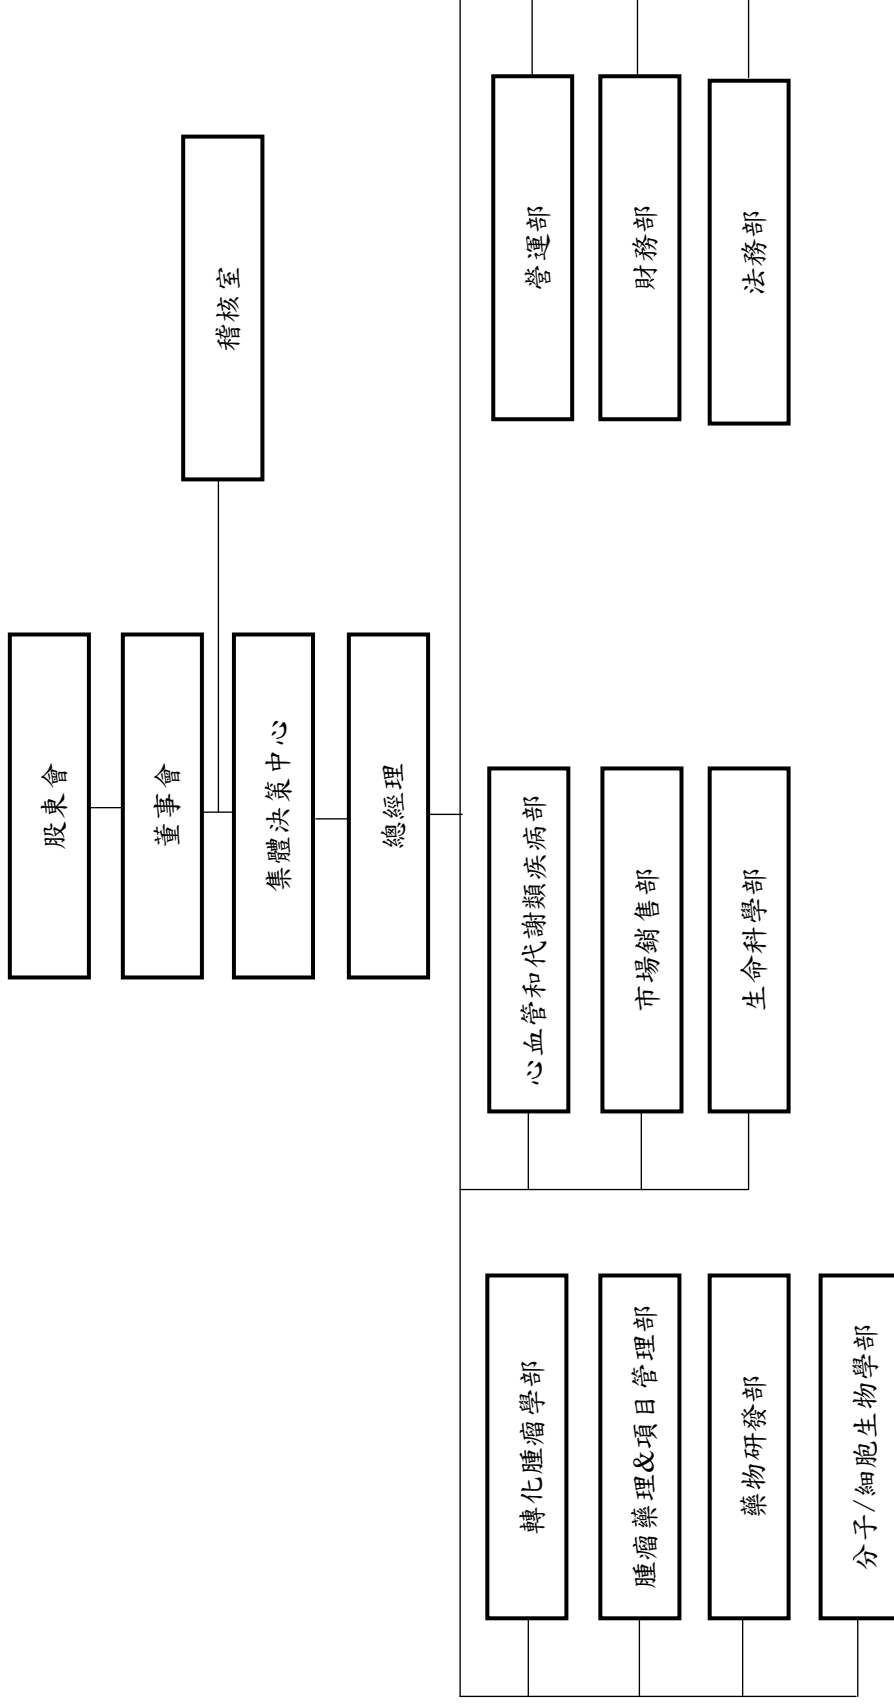 股東會
董事會
稽核室
集體決策中心
總經理
轉化腫瘤學部
腫瘤藥理&項目管理部
藥物研發部
分子/細胞生物學部
心血管和代謝類疾病部
市場銷售部
生命科學部
營運部
財務部
法務部